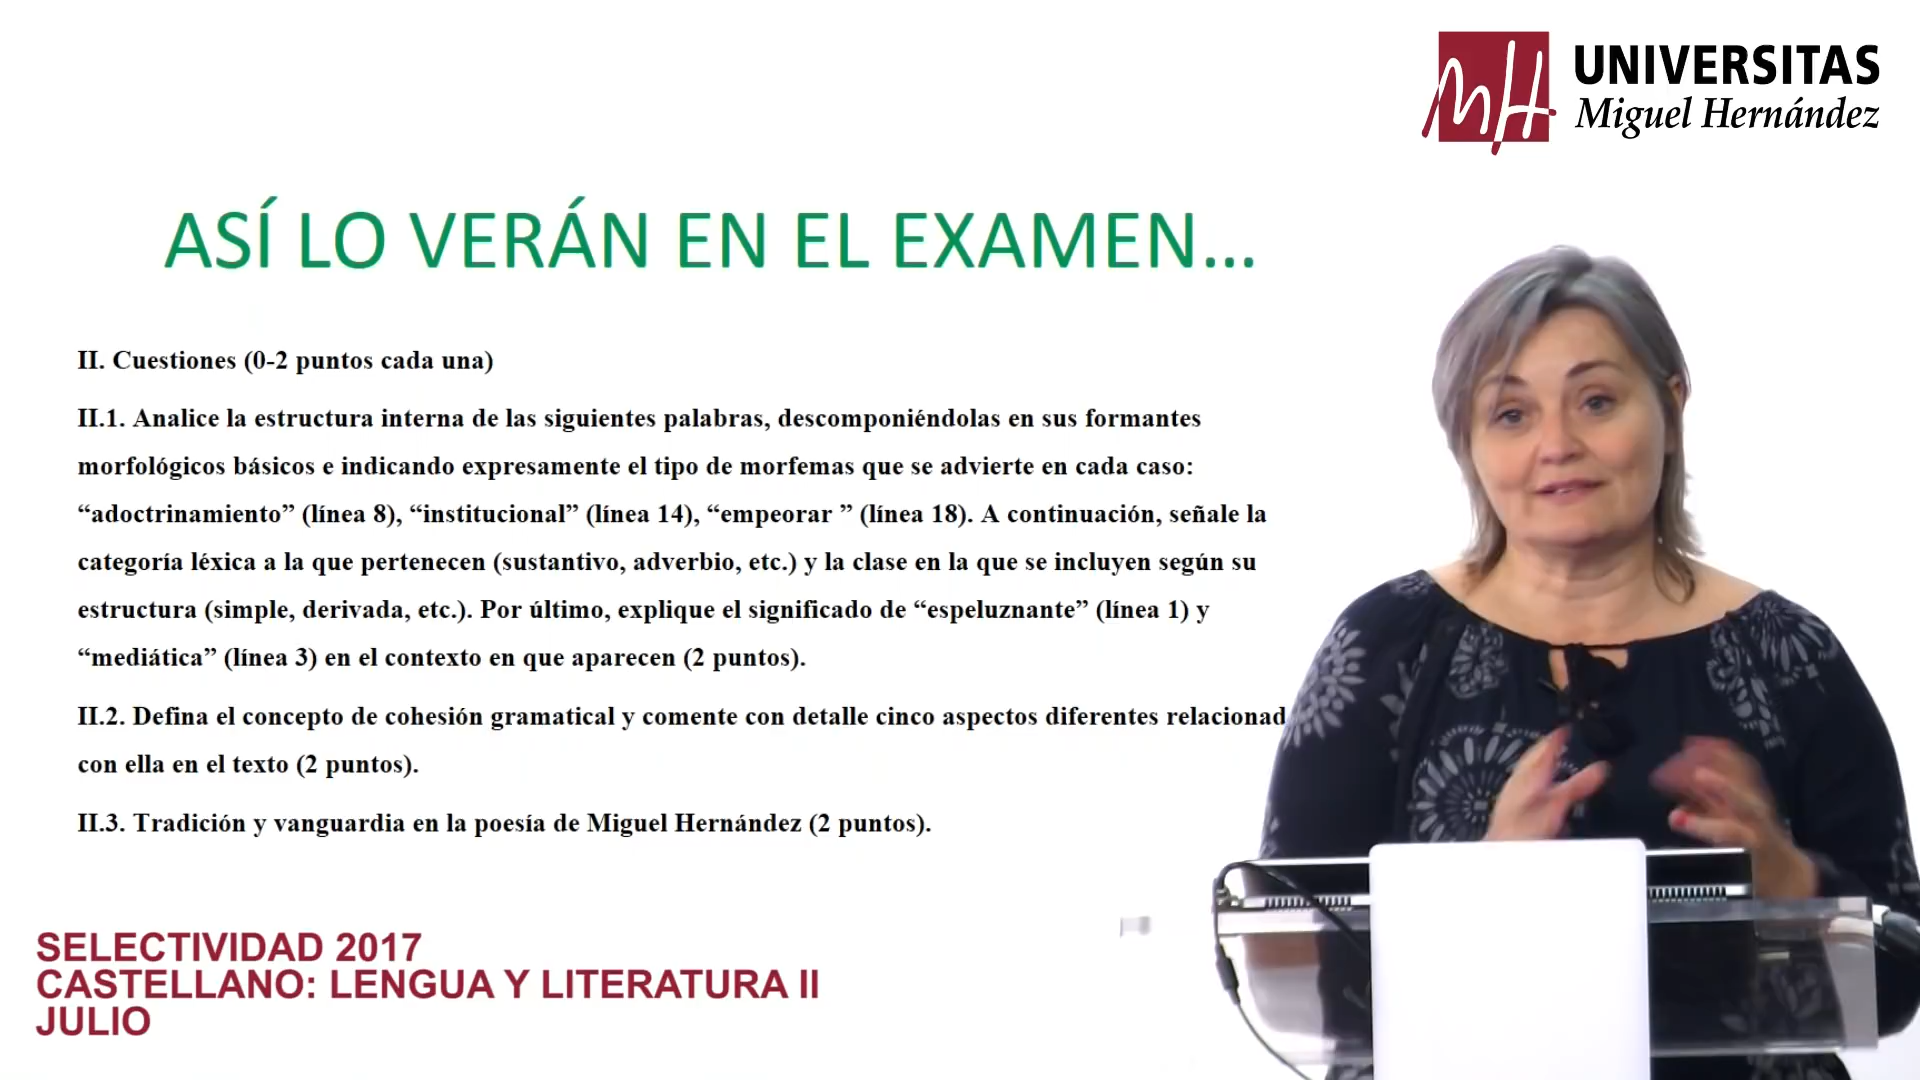 MH
UNIVERSITAS
Miguel Hernández
ASÍ LO VERÁN EN EL EXAMEN...
II. Cuestiones (0-2 puntos cada una)
II.1. Analice la estructura interna de las siguientes palabras, descomponiéndolas en sus formantes
morfológicos básicos e indicando expresamente el tipo de morfemas que se advierte en cada caso:
“adoctrinamiento” (línea 8), “institucional” (línea 14), “empeorar ” (línea 18). A continuación, señale la
categoría léxica a la que pertenecen (sustantivo, adverbio, etc.) y la clase en la que se incluyen según su
estructura (simple, derivada, etc.). Por último, explique el significado de “espeluznante” (línea 1) y
“mediática” (línea 3) en el contexto en que aparecen (2 puntos).
II.2. Defina el concepto de cohesión gramatical y comente con detalle cinco aspectos diferentes relacionad
con ella en el texto (2 puntos).
II.3. Tradición y vanguardia en la poesía de Miguel Hernández (2 puntos).
SELECTIVIDAD 2017
CASTELLANO: LENGUA Y LITERATURA II
JULIO